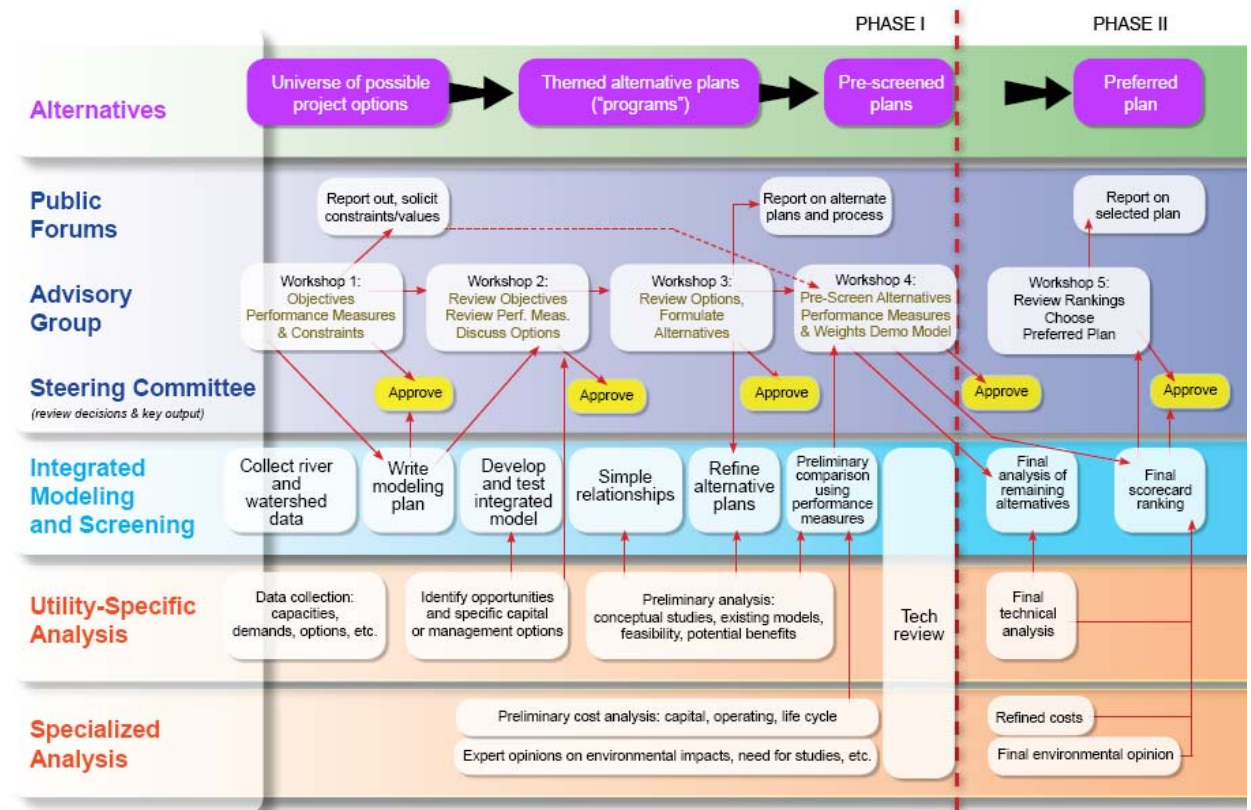 PHASE I
PHASE II
Alternatives
Universe of possible
project options
Themed alternative plans
("programs")
Pre-screened
plans
Preferred
plan
Public
Forums
Report out, solicit
constraints/values
Report on alternate
plans and process
Report on
selected plan
Advisory
Group
Workshop 1:
Objectives
Performance Measures
& Constraints
Workshop 2:
Review Objectives
Review Perf. Meas.
Discuss Options
Workshop 3:
Review Options,
Formulate
Alternatives
Workshop 4:
Pre-Screen Alternatives
Performance Measures
& Weights Demo Model
Workshop 5:
Review Rankings
Choose
Preferred Plan
Steering Committee
(review decisions & key output)
Approve
Approve
Approve
Approve
Approve
Integrated
Modeling
and Screening
Collect river
and
watershed
data
Write
modeling
plan
Develop
and test
integrated
model
Simple
relationships
Refine
alternative
plans
Preliminary
comparison
using
performance
measures
Final
analysis of
remaining
alternatives
Final
scorecard
ranking
Utility-Specific
Analysis
Data collection:
capacities,
demands, options, etc.
Identify opportunities
and specific capital
or management options
Preliminary analysis:
conceptual studies, existing models,
feasibility, potential benefits
Tech
review
Final
technical
analysis
Specialized
Analysis
Preliminary cost analysis: capital, operating, life cycle
Expert opinions on environmental impacts, need for studies, etc.
Refined costs
Final environmental opinion